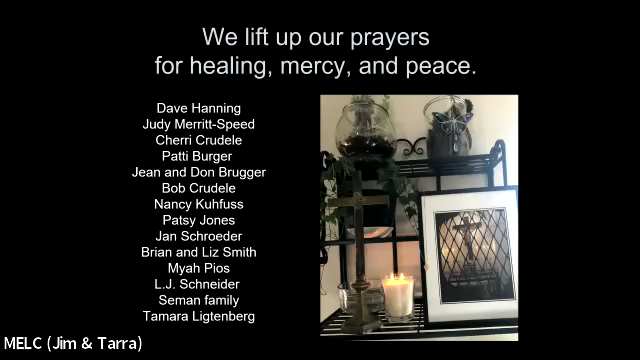 We lift up our prayers
for healing, mercy, and peace.
Dave Hanning
Judy Merritt-Speed
Cherri Crudele
Patti Burger
Jean and Don Brugger
Bob Crudele
Nancy Kuhfuss
Patsy Jones
Jan Schroeder
Brian and Liz Smith
Myah Pios
L.J. Schneider
Seman family
Tamara Ligtenberg
MELC (Jim & Tarra)